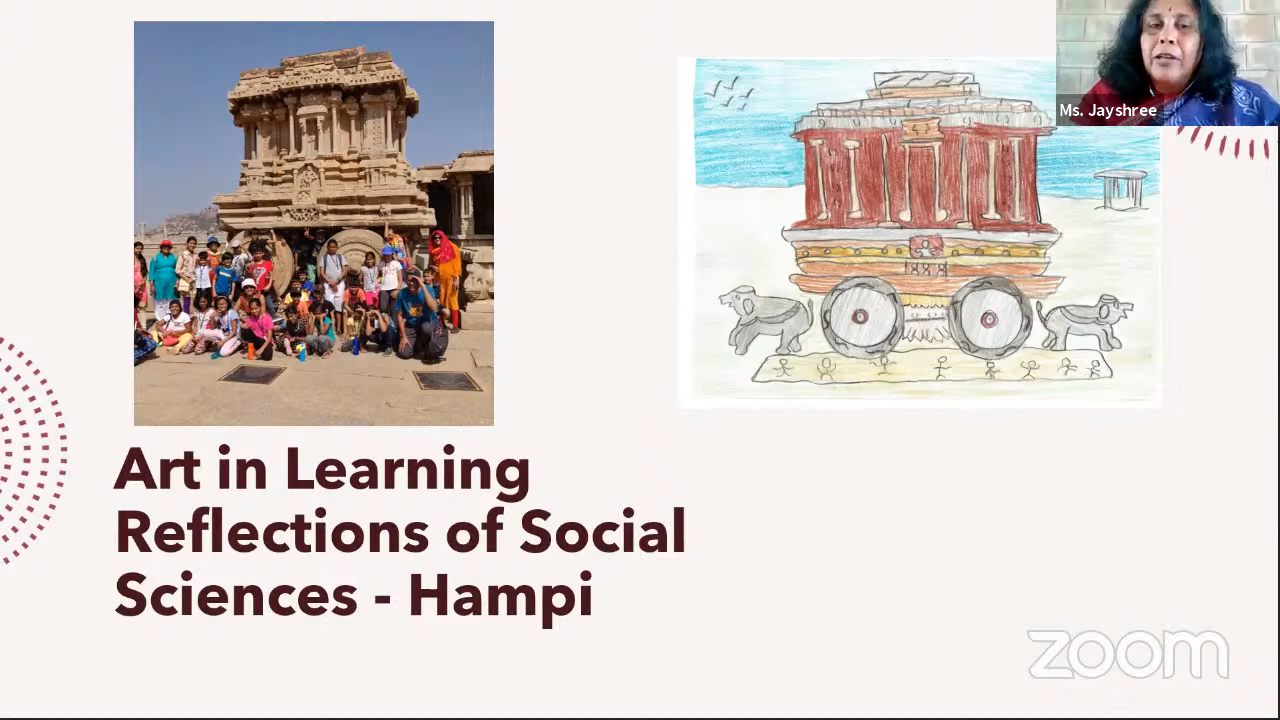 Ms. Jayshree
Art in Learning
Reflections of Social
Sciences - Hampi
zoom